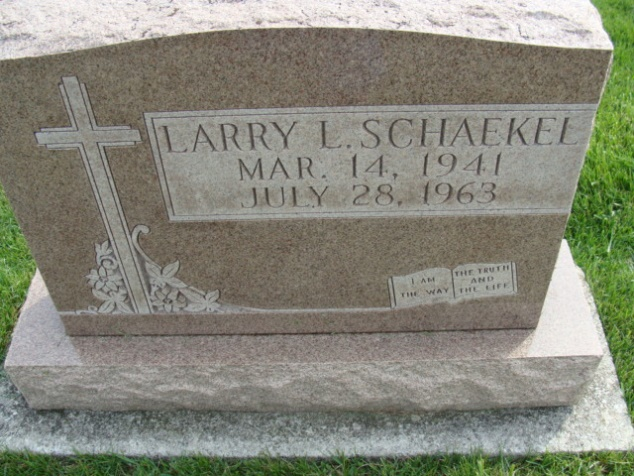 LARRY L. SCHAEKEL
MAR. 14, 1941
JULY 28, 1963
I AM
THE WAY
THE TRUTH
AND
THE LIFE